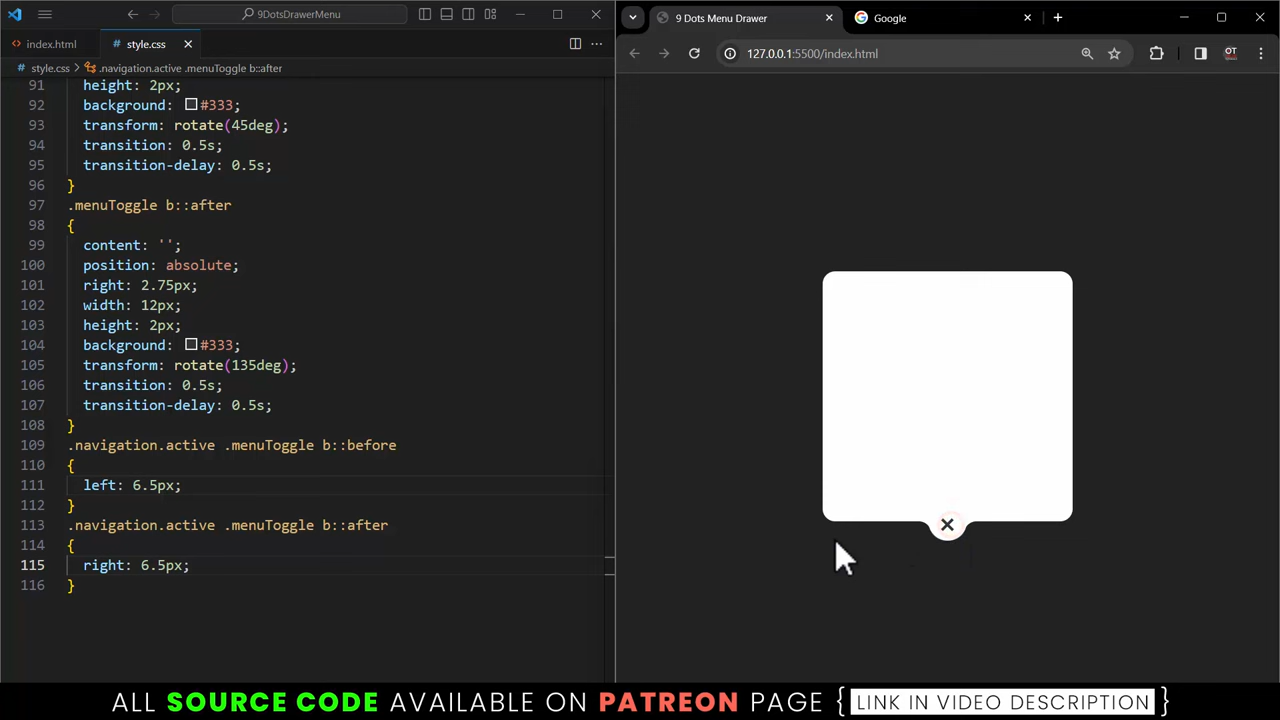 9DotsDrawerMenu
index.html
style.css
style.css > .navigation.active .menuToggle b::after
91 height: 2px;
92 background: #333;
93 transform: rotate(45deg);
94 transition: 0.5s;
95 transition-delay: 0.5s;
96 }
97 .menuToggle b::after
98 {
99 content: '';
100 position: absolute;
101 right: 2.75px;
102 width: 12px;
103 height: 2px;
104 background: #333;
105 transform: rotate(135deg);
106 transition: 0.5s;
107 transition-delay: 0.5s;
108 }
109 .navigation.active .menuToggle b::before
110 {
111 left: 6.5px;
112 }
113 .navigation.active .menuToggle b::after
114 {
115 right: 6.5px;
116 }
9 Dots Menu Drawer
Google
127.0.0.1:5500/index.html
OT
ALL SOURCE CODE AVAILABLE ON PATREON PAGE { LINK IN VIDEO DESCRIPTION }